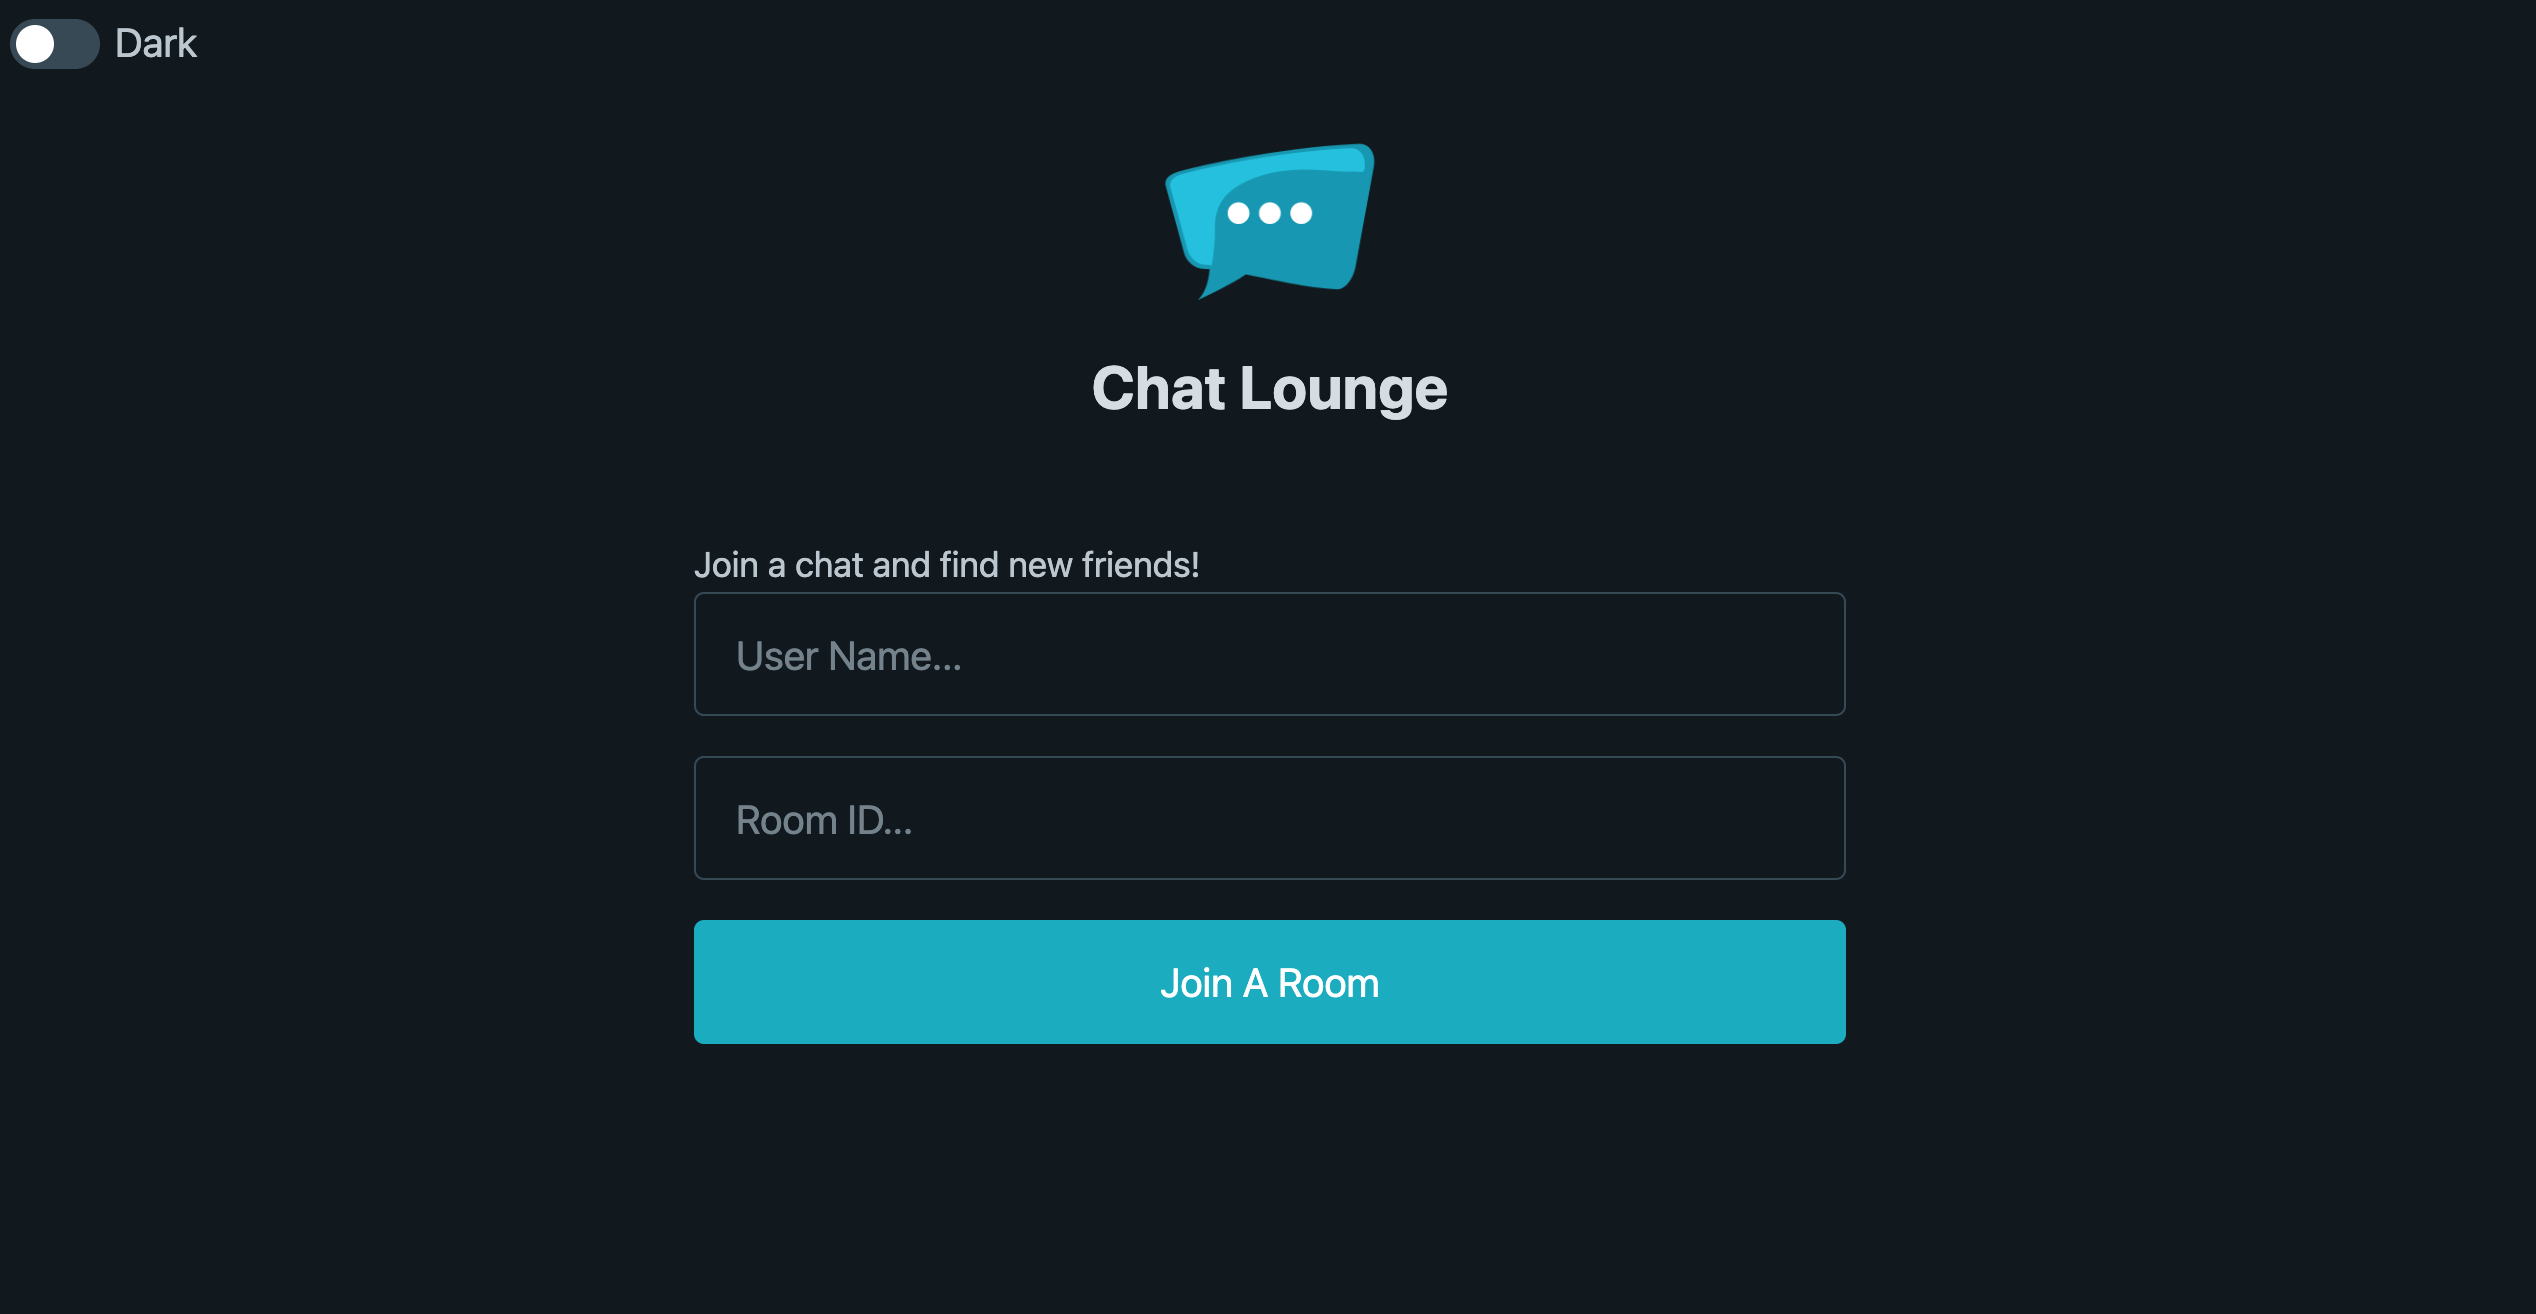 Dark
Chat Lounge
Join a chat and find new friends!
User Name...
Room ID...
Join A Room